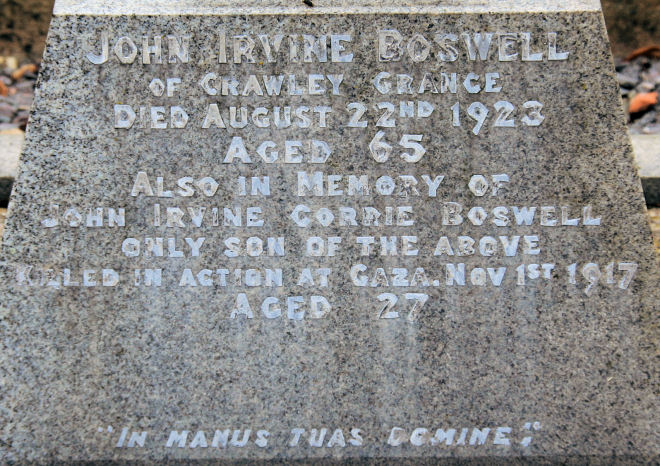 JOHN IRVINE BOSWELL
OF CRAWLEY GRANGE
DIED AUGUST 22ND 1923
AGED 65
ALSO IN MEMORY OF
JOHN IRVINE CORRIE BOSWELL
ONLY SON OF THE ABOVE
KILLED IN ACTION AT GAZA. NOV 1ST 1917
AGED 27
"IN MANUS TUAS DOMINE;"